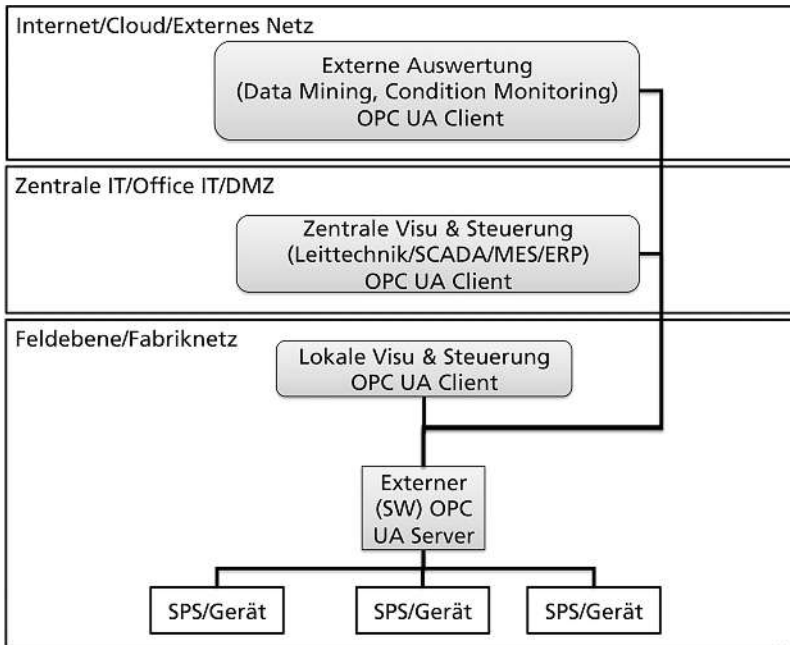 Internet/Cloud/Externes Netz
Externe Auswertung
(Data Mining, Condition Monitoring)
OPC UA Client
Zentrale IT/Office IT/DMZ
Zentrale Visu & Steuerung
(Leittechnik/SCADA/MES/ERP)
OPC UA Client
Feldebene/Fabriknetz
Lokale Visu & Steuerung
OPC UA Client
Externer
(SW) OPC
UA Server
SPS/Gerät
SPS/Gerät
SPS/Gerät